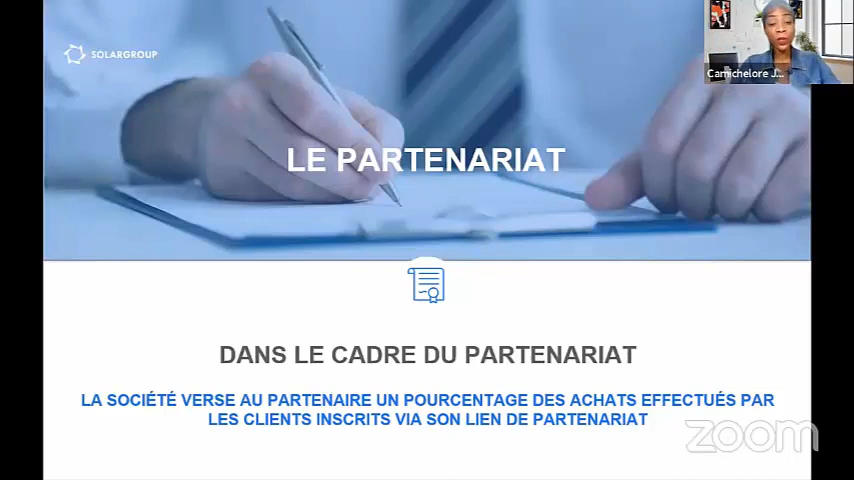 SOLARGROUP
Camichelore J...
LE PARTENARIAT
DANS LE CADRE DU PARTENARIAT
LA SOCIÉTÉ VERSE AU PARTENAIRE UN POURCENTAGE DES ACHATS EFFECTUÉS PAR
LES CLIENTS INSCRITS VIA SON LIEN DE PARTENARIAT
zoom